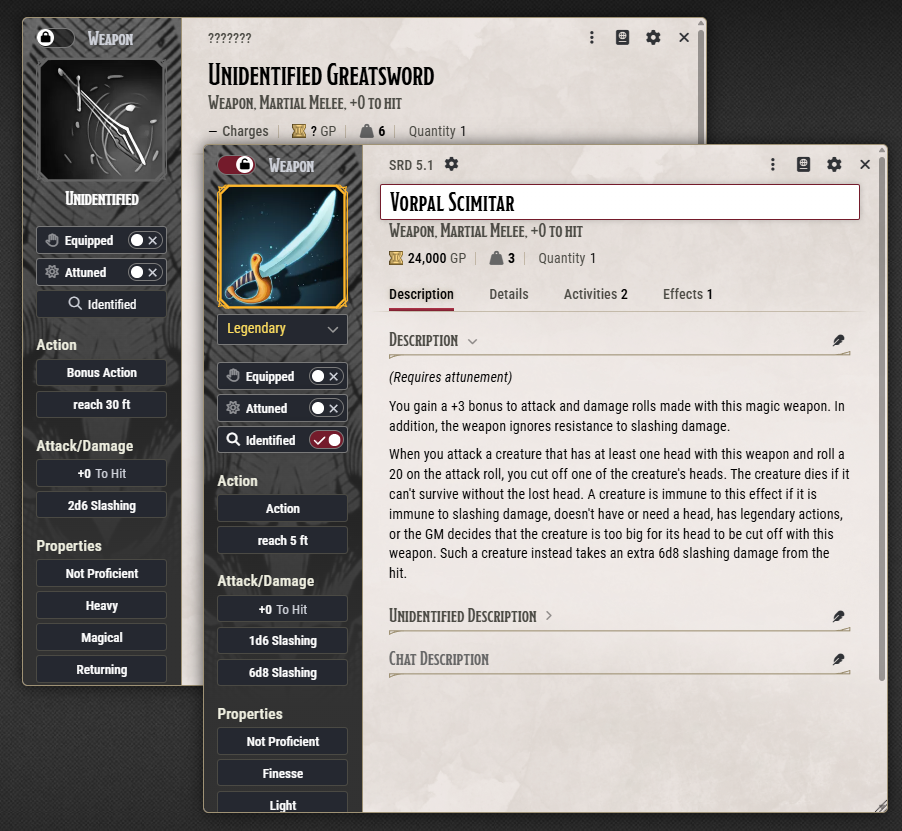 Weapon
???????
Unidentified Greatsword
Weapon, Martial Melee, +0 to hit
— Charges
? GP
6
Quantity 1
Unidentified
Equipped
Attuned
Identified
Action
Bonus Action
reach 30 ft
Attack/Damage
+0 To Hit
2d6 Slashing
Properties
Not Proficient
Heavy
Magical
Returning
Weapon
SRD 5.1
Vorpal Scimitar
Weapon, Martial Melee, +0 to hit
24,000 GP
3
Quantity 1
Legendary
Equipped
Attuned
Identified
Action
Action
reach 5 ft
Attack/Damage
+0 To Hit
1d6 Slashing
6d8 Slashing
Properties
Not Proficient
Finesse
Light
Description
Details
Activities 2
Effects 1
Description
(Requires attunement)
You gain a +3 bonus to attack and damage rolls made with this magic weapon. In
addition, the weapon ignores resistance to slashing damage.
When you attack a creature that has at least one head with this weapon and roll a
20 on the attack roll, you cut off one of the creature's heads. The creature dies if it
can't survive without the lost head. A creature is immune to this effect if it is
immune to slashing damage, doesn't have or need a head, has legendary actions,
or the GM decides that the creature is too big for its head to be cut off with this
weapon. Such a creature instead takes an extra 6d8 slashing damage from the
hit.
Unidentified Description
Chat Description